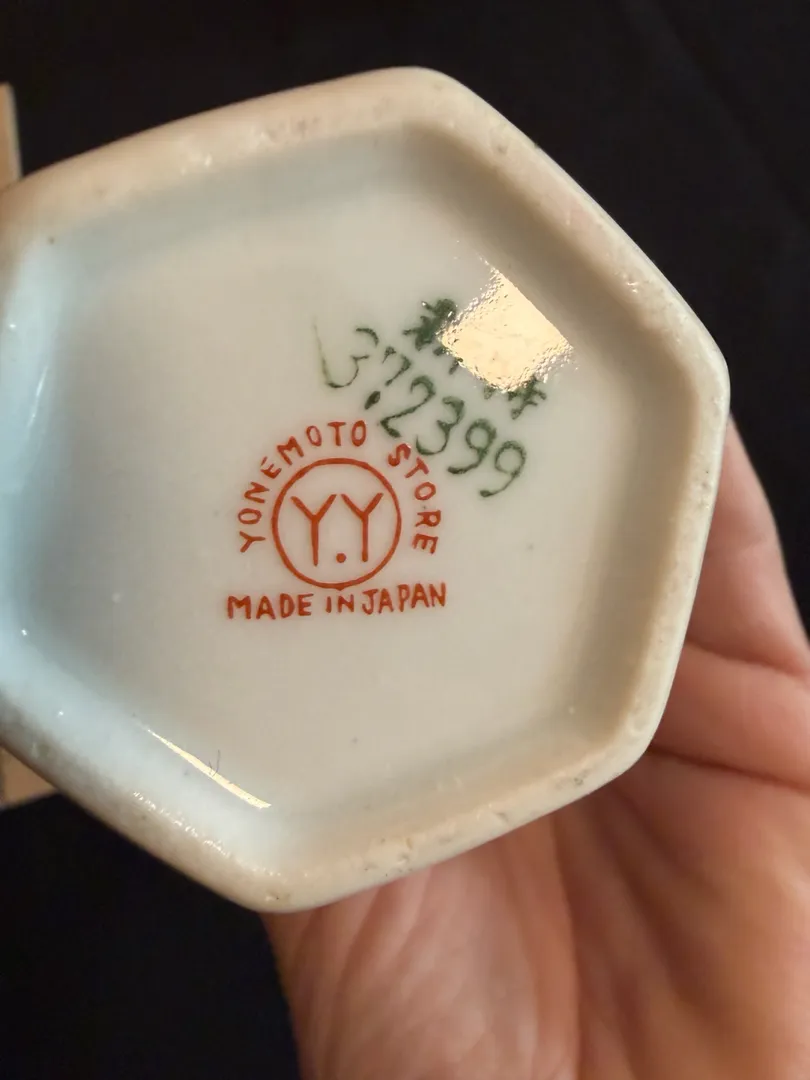 372399
YONEMOTO STORE
Y.Y
MADE IN JAPAN